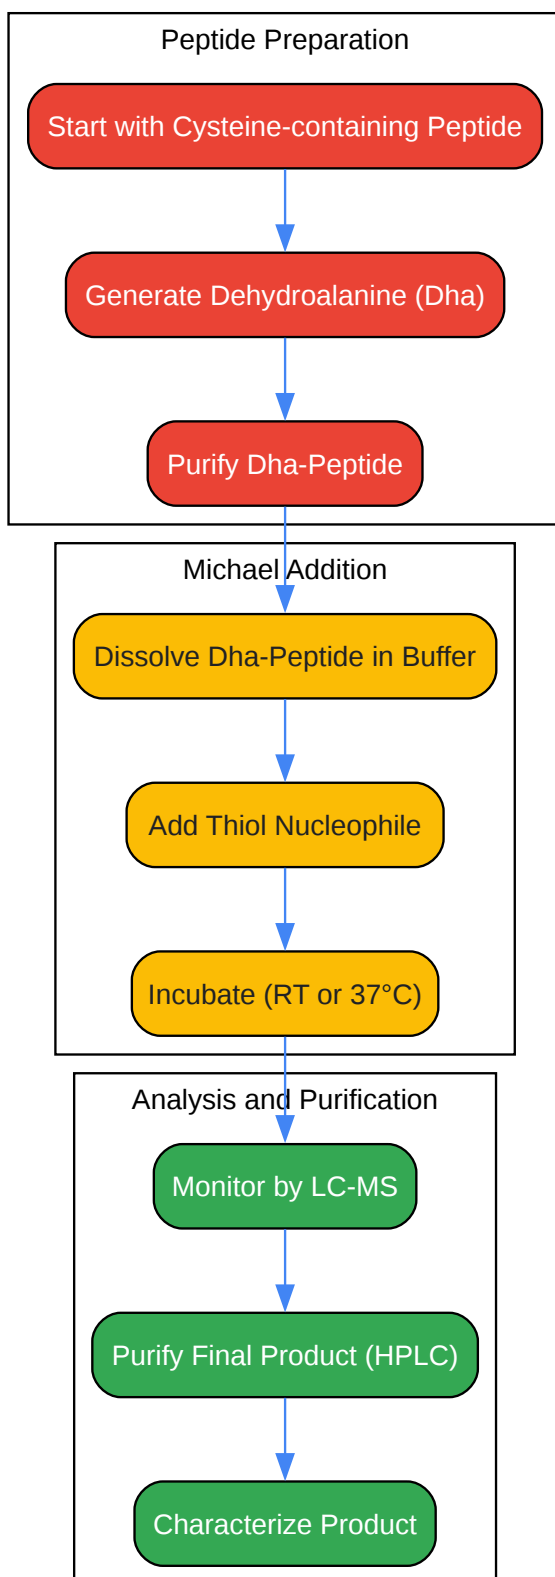 Peptide Preparation
Start with Cysteine-containing Peptide
Generate Dehydroalanine (Dha)
Purify Dha-Peptide
Michael Addition
Dissolve Dha-Peptide in Buffer
Add Thiol Nucleophile
Incubate (RT or 37°C)
Analysis and Purification
Monitor by LC-MS
Purify Final Product (HPLC)
Characterize Product